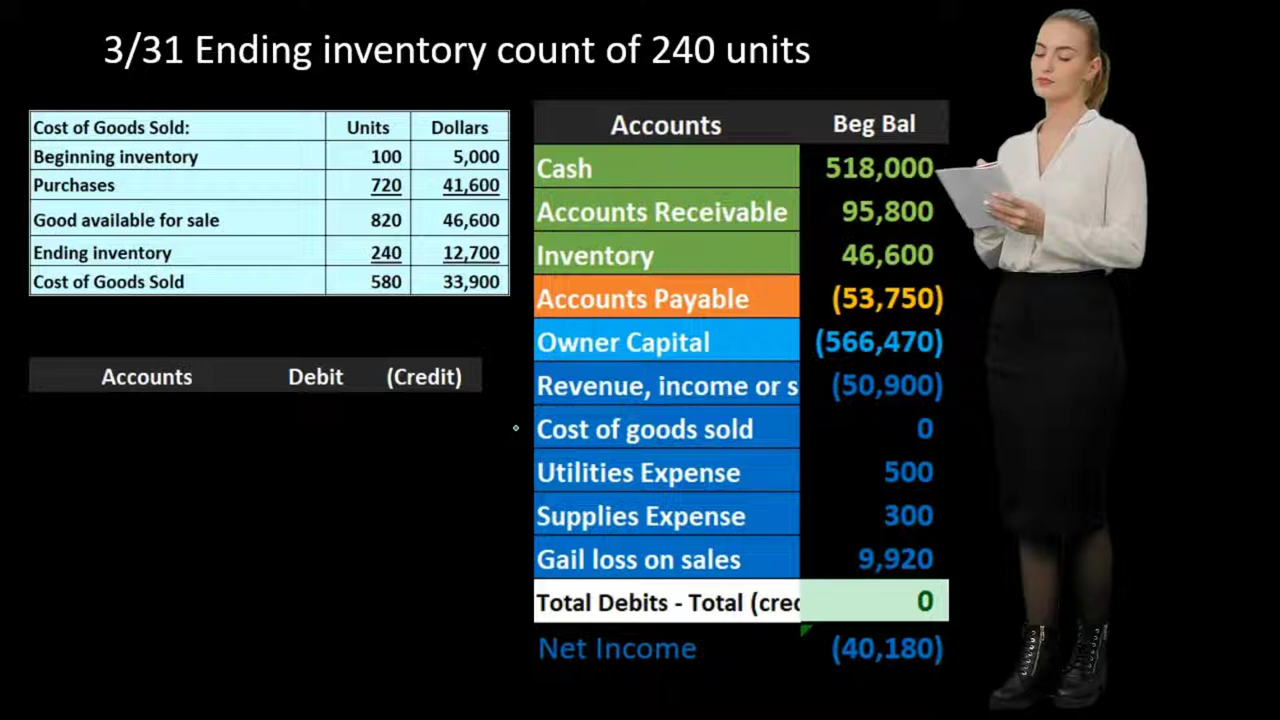 3/31 Ending inventory count of 240 units
Cost of Goods Sold: Units Dollars
Beginning inventory 100 5,000
Purchases 720 41,600
Good available for sale 820 46,600
Ending inventory 240 12,700
Cost of Goods Sold 580 33,900
Accounts Debit (Credit)
Accounts Beg Bal
Cash 518,000
Accounts Receivable 95,800
Inventory 46,600
Accounts Payable (53,750)
Owner Capital (566,470)
Revenue, income or s (50,900)
Cost of goods sold 0
Utilities Expense 500
Supplies Expense 300
Gail loss on sales 9,920
Total Debits - Total (cred 0
Net Income (40,180)